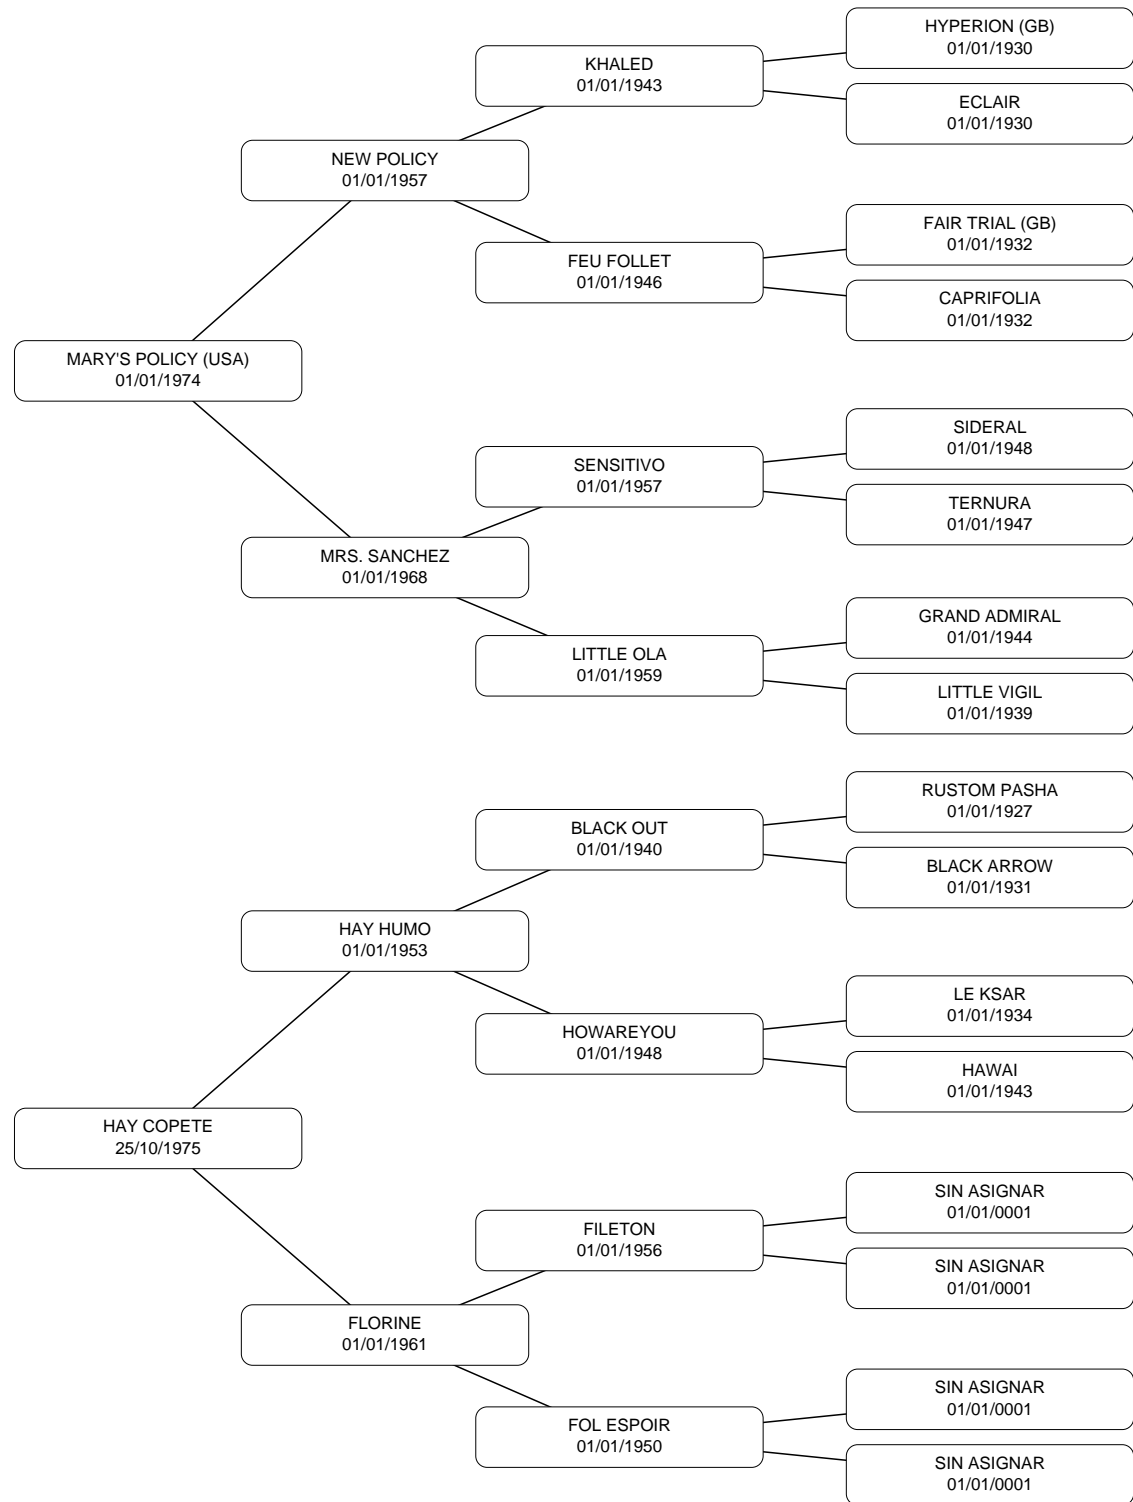 HYPERION (GB)
01/01/1930
KHALED
01/01/1943
ECLAIR
01/01/1930
NEW POLICY
01/01/1957
FAIR TRIAL (GB)
01/01/1932
FEU FOLLET
01/01/1946
CAPRIFOLIA
01/01/1932
MARY'S POLICY (USA)
01/01/1974
SIDERAL
01/01/1948
SENSITIVO
01/01/1957
TERNURA
01/01/1947
MRS. SANCHEZ
01/01/1968
GRAND ADMIRAL
01/01/1944
LITTLE OLA
01/01/1959
LITTLE VIGIL
01/01/1939
RUSTOM PASHA
01/01/1927
BLACK OUT
01/01/1940
BLACK ARROW
01/01/1931
HAY HUMO
01/01/1953
LE KSAR
01/01/1934
HOWAREYOU
01/01/1948
HAWAI
01/01/1943
HAY COPETE
25/10/1975
SIN ASIGNAR
01/01/0001
FILETON
01/01/1956
SIN ASIGNAR
01/01/0001
FLORINE
01/01/1961
SIN ASIGNAR
01/01/0001
FOL ESPOIR
01/01/1950
SIN ASIGNAR
01/01/0001